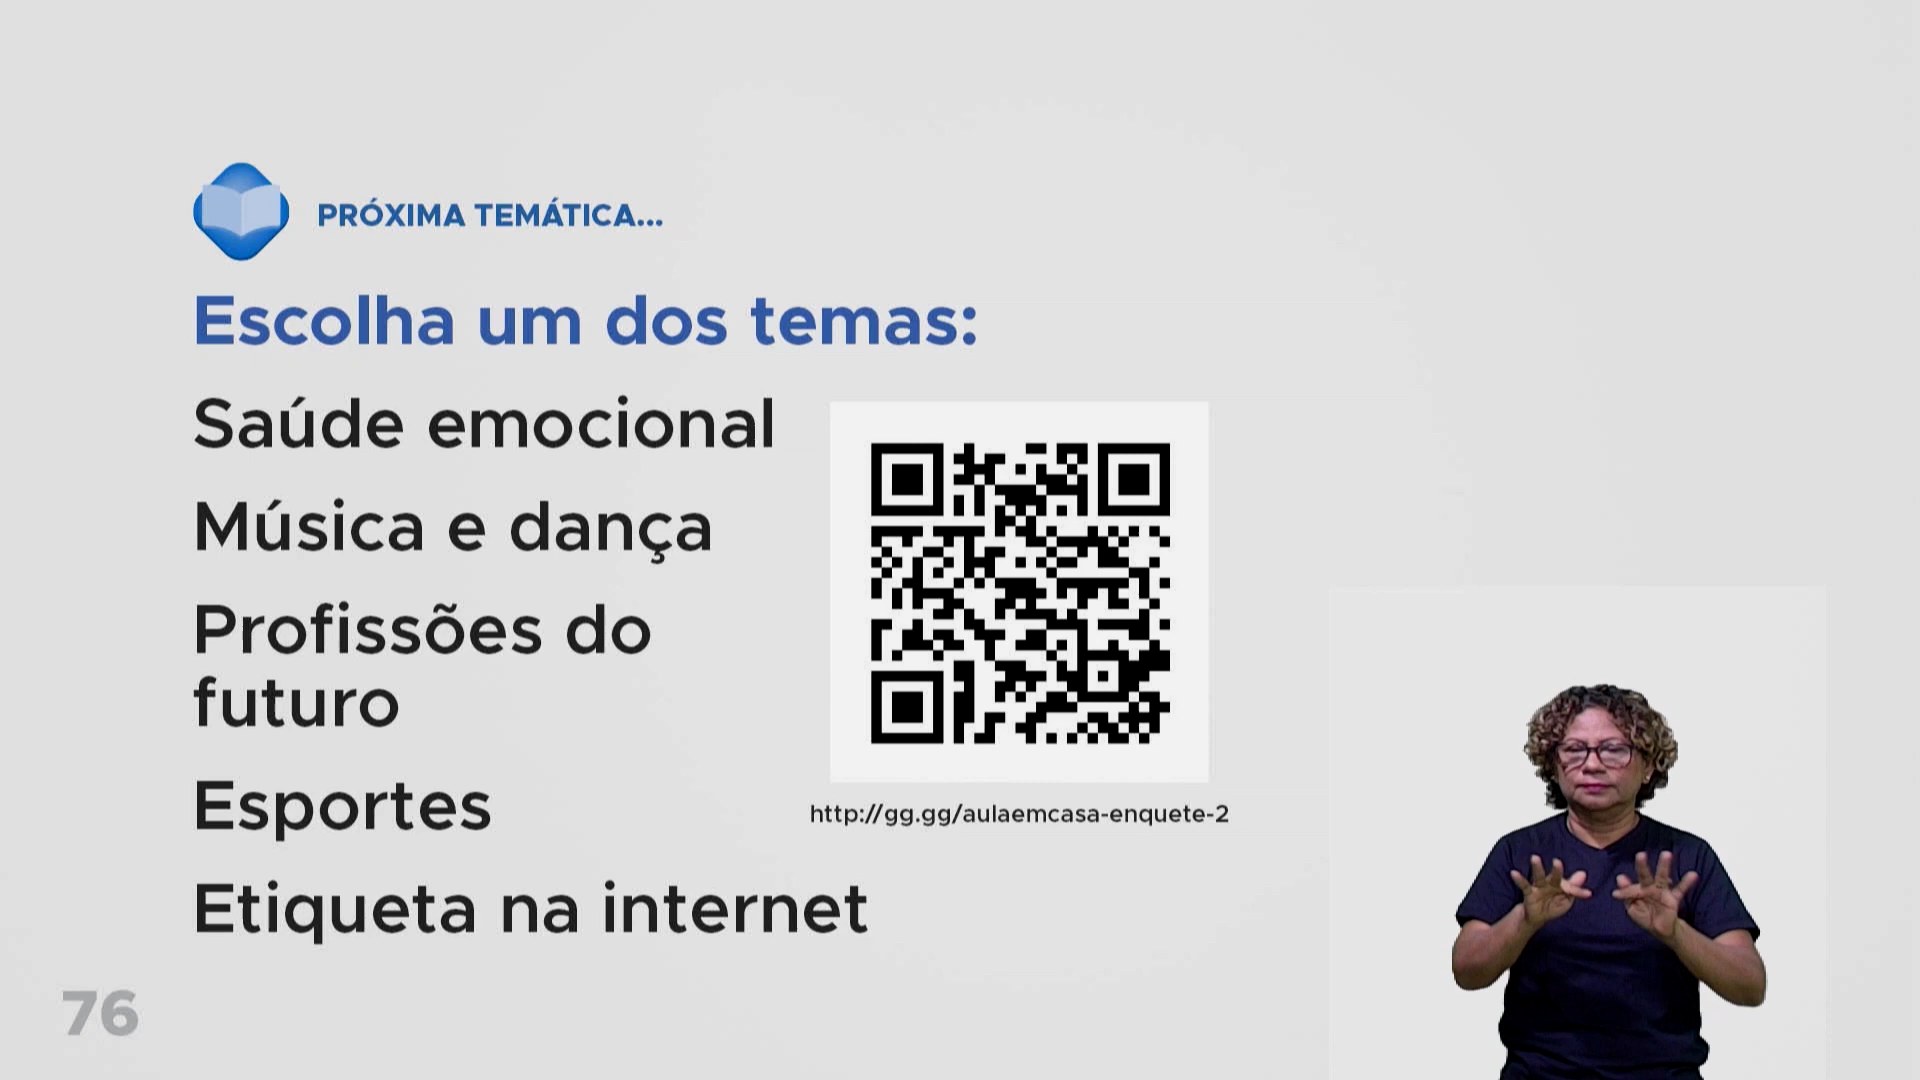 PRÓXIMA TEMÁTICA...
Escolha um dos temas:
Saúde emocional
Música e dança
Profissões do
futuro
Esportes
Etiqueta na internet
http://gg.gg/aulaemcasa-enquete-2
76